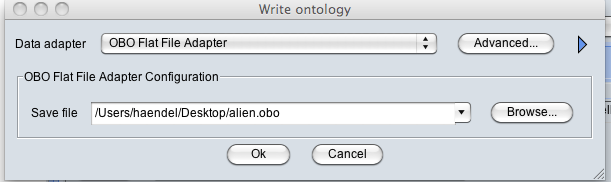 Write ontology
Data adapter OBO Flat File Adapter Advanced...
OBO Flat File Adapter Configuration
Save file /Users/haendel/Desktop/alien.obo Browse...
Ok Cancel